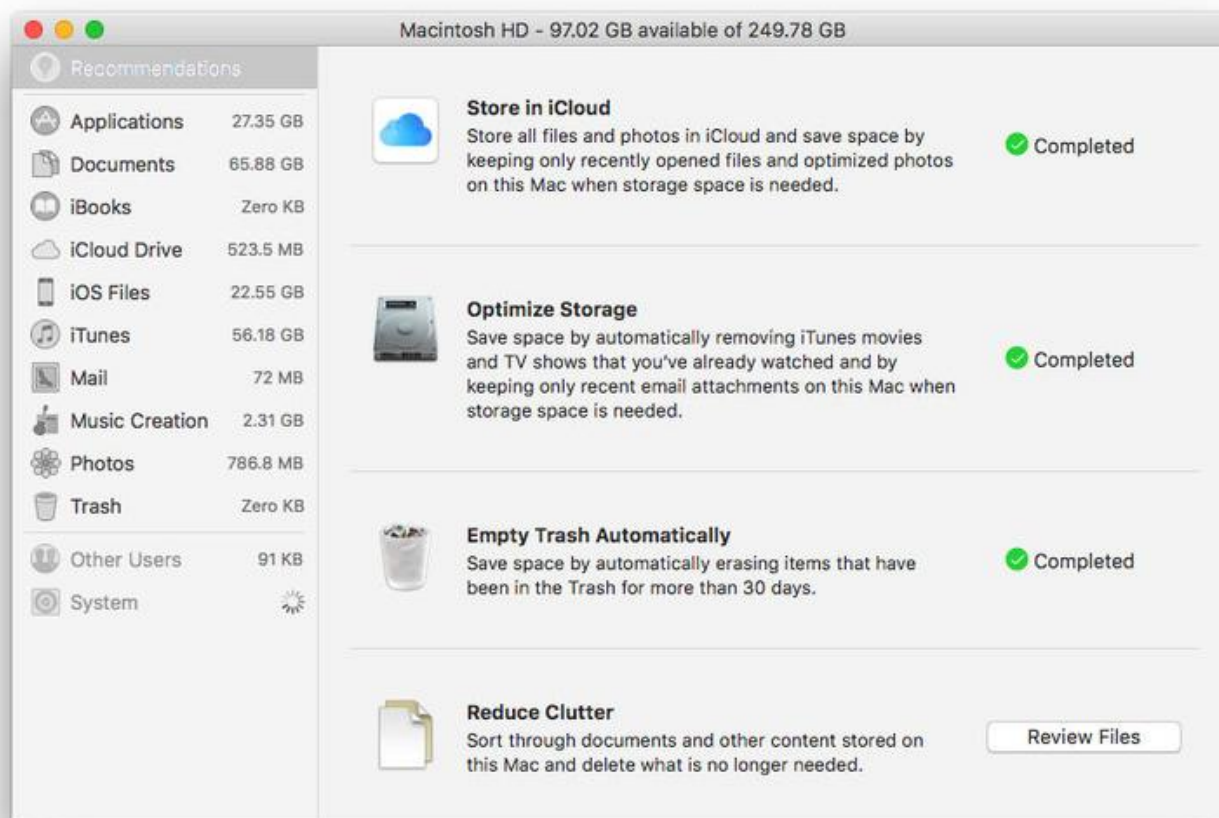 Macintosh HD - 97.02 GB available of 249.78 GB
Recommendations
Applications 27.35 GB
Documents 65.88 GB
iBooks Zero KB
iCloud Drive 523.5 MB
iOS Files 22.55 GB
iTunes 56.18 GB
Mail 72 MB
Music Creation 2.31 GB
Photos 786.8 MB
Trash Zero KB
Other Users 91 KB
System
Store in iCloud
Store all files and photos in iCloud and save space by
keeping only recently opened files and optimized photos
on this Mac when storage space is needed.
Completed
Optimize Storage
Save space by automatically removing iTunes movies
and TV shows that you've already watched and by
keeping only recent email attachments on this Mac when
storage space is needed.
Completed
Empty Trash Automatically
Save space by automatically erasing items that have
been in the Trash for more than 30 days.
Completed
Reduce Clutter
Sort through documents and other content stored on
this Mac and delete what is no longer needed.
Review Files